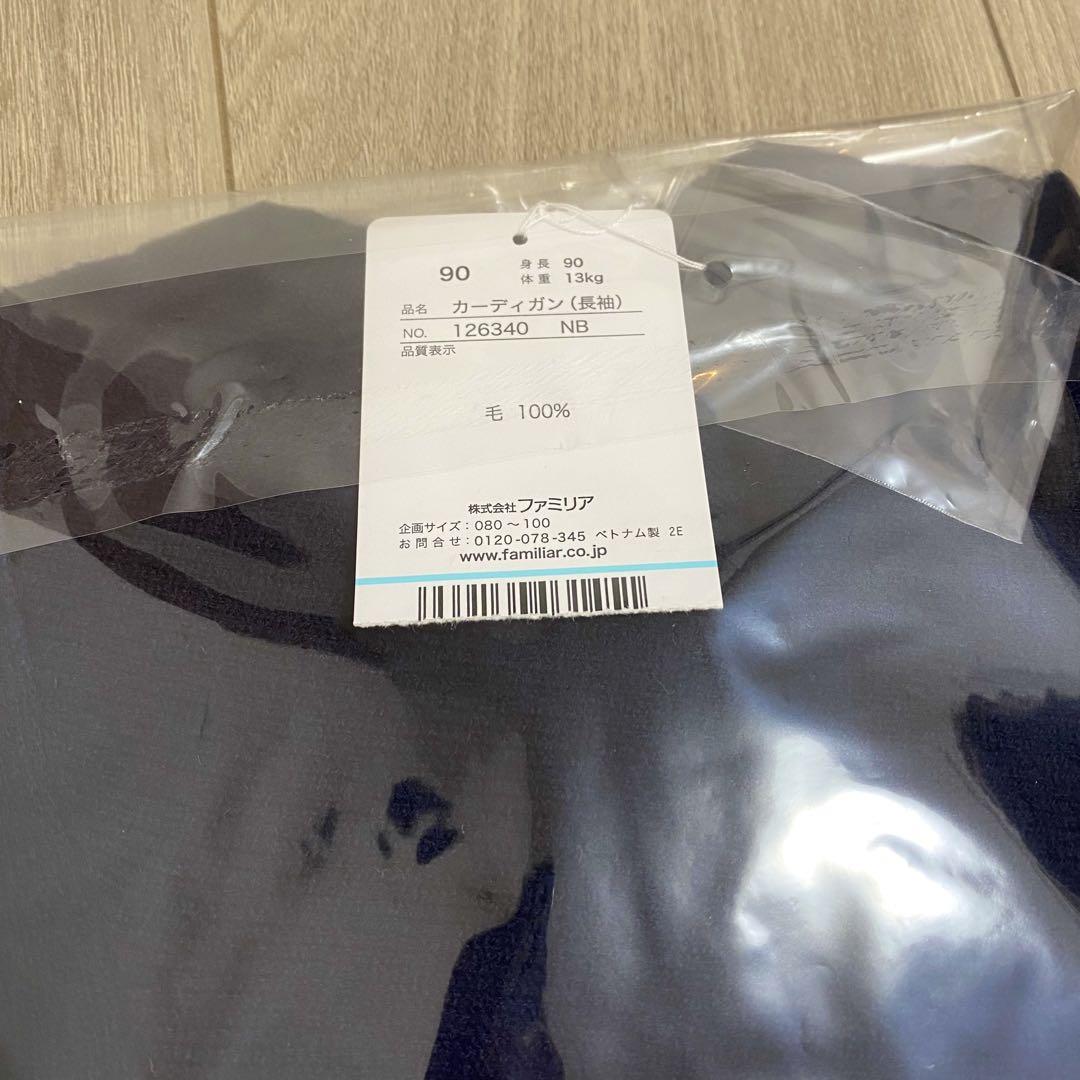 90 身長 90
体重 13kg
品名 カーディガン(長袖)
NO. 126340 NB
品質表示
毛 100%
株式会社ファミリア
企画サイズ:080〜100
お問合せ:0120-078-345 ベトナム製 2E
www.familiar.co.jp